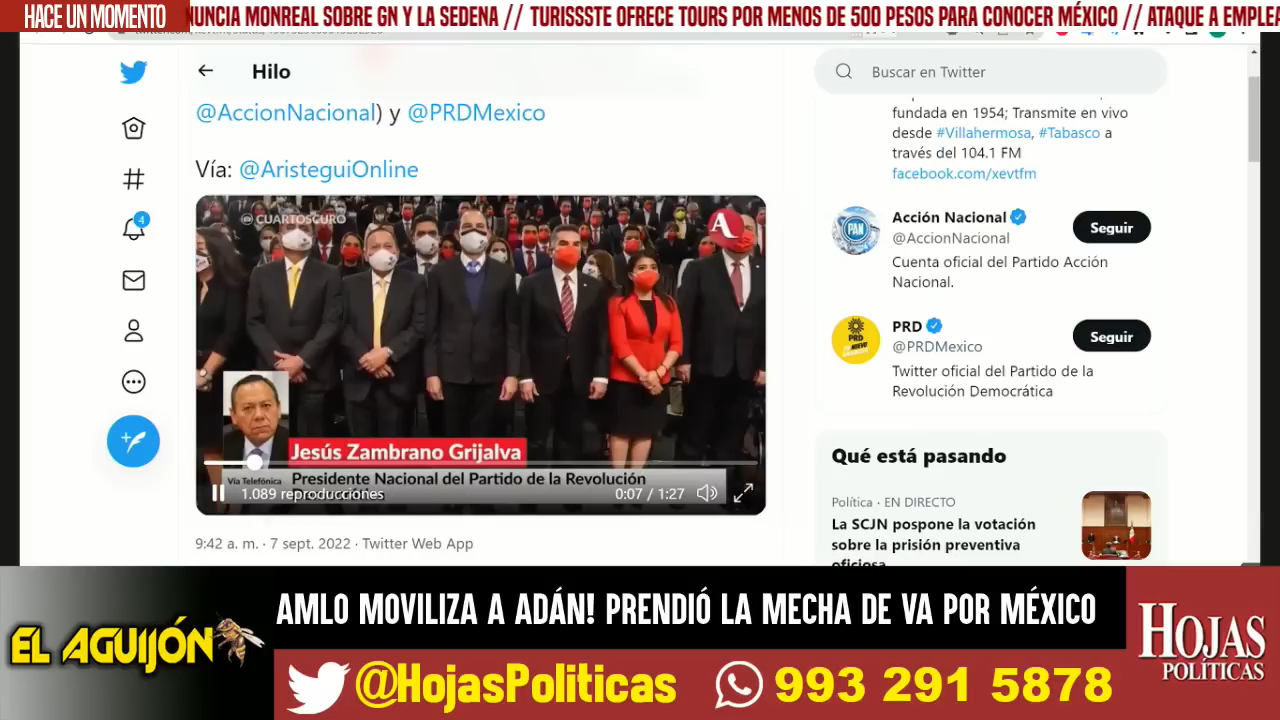 HACE UN MOMENTO
NUNCIA MONREAL SOBRE GN Y LA SEDENA // TURISSSTE OFRECE TOURS POR MENOS DE 500 PESOS PARA CONOCER MÉXICO // ATAQUE A EMPLEA
Hilo
@AccionNacional) y @PRDMexico
Vía: @AristeguiOnline
CUARTOSCURO
A
Jesús Zambrano Grijalva
Vía Telefónica
Presidente Nacional del Partido de la Revolución
1.089 reproducciones
0:07 / 1:27
9:42 a. m. · 7 sept. 2022 · Twitter Web App
4
Buscar en Twitter
fundada en 1954; Transmite en vivo
desde #Villahermosa, #Tabasco a
través del 104.1 FM
facebook.com/xevtfm
PAN
Acción Nacional
@AccionNacional
Seguir
Cuenta oficial del Partido Acción
Nacional.
PRD
PRD
@PRDMexico
Seguir
Twitter oficial del Partido de la
Revolución Democrática
Qué está pasando
Política · EN DIRECTO
La SCJN pospone la votación
sobre la prisión preventiva
oficiosa
EL AGUIJÓN
AMLO MOVILIZA A ADÁN! PRENDIÓ LA MECHA DE VA POR MÉXICO
@HojasPoliticas
993 291 5878
HOJAS
POLÍTICAS